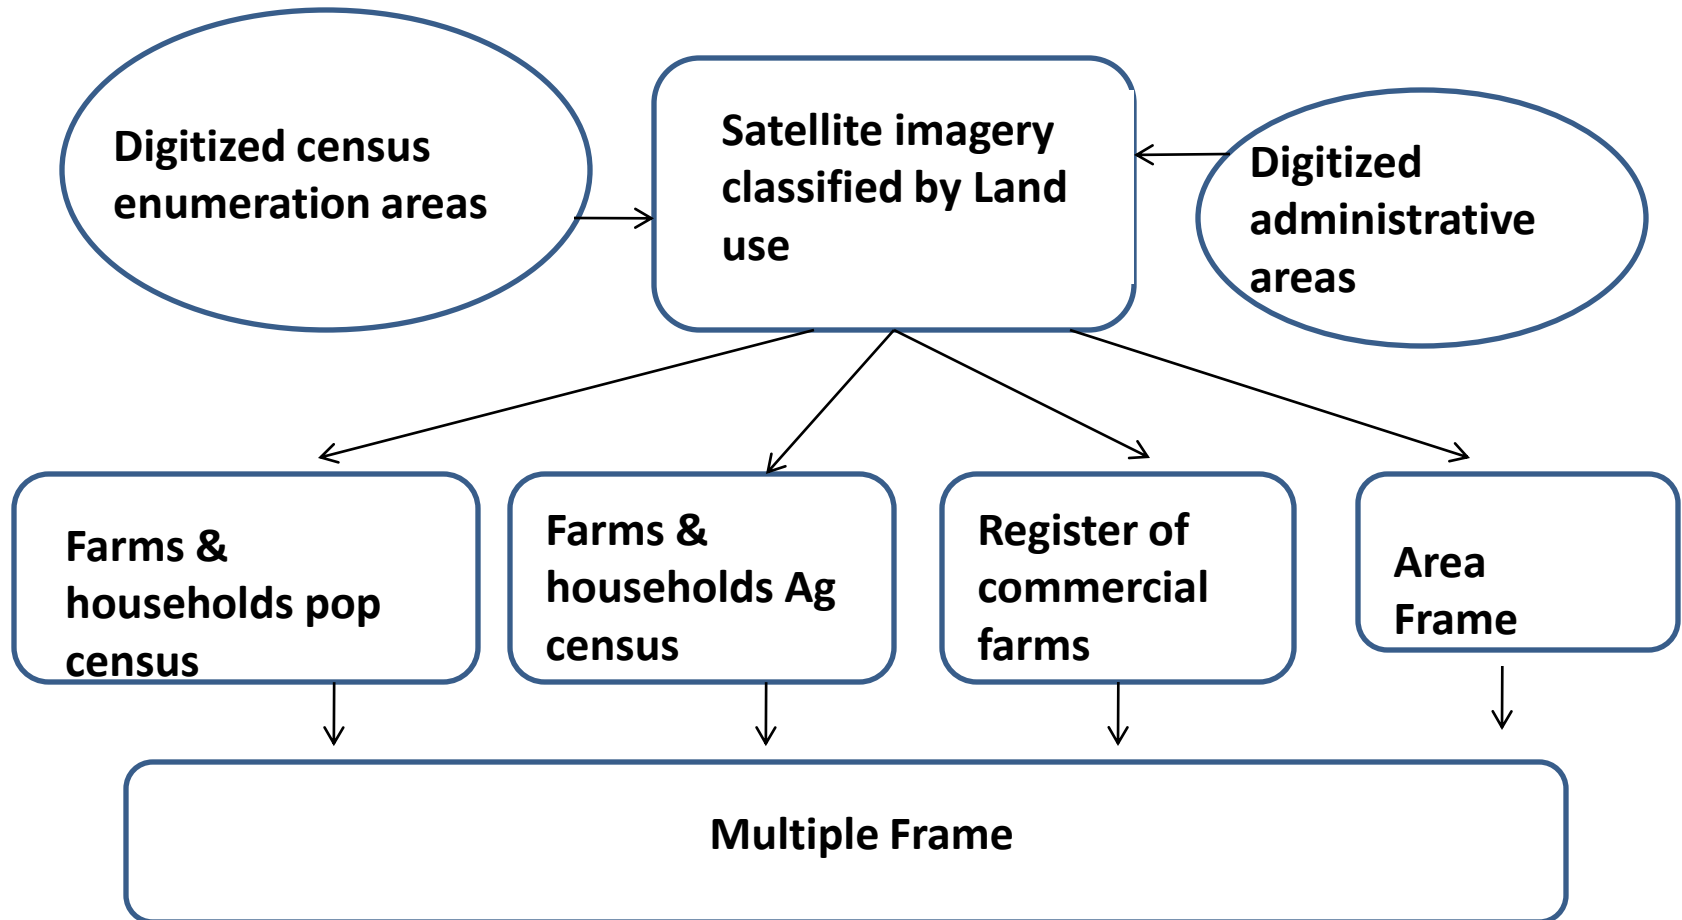 Digitized census
enumeration areas
Satellite imagery
classified by Land
use
Digitized
administrative
areas
Farms &
households pop
census
Farms &
households Ag
census
Register of
commercial
farms
Area
Frame
Multiple Frame